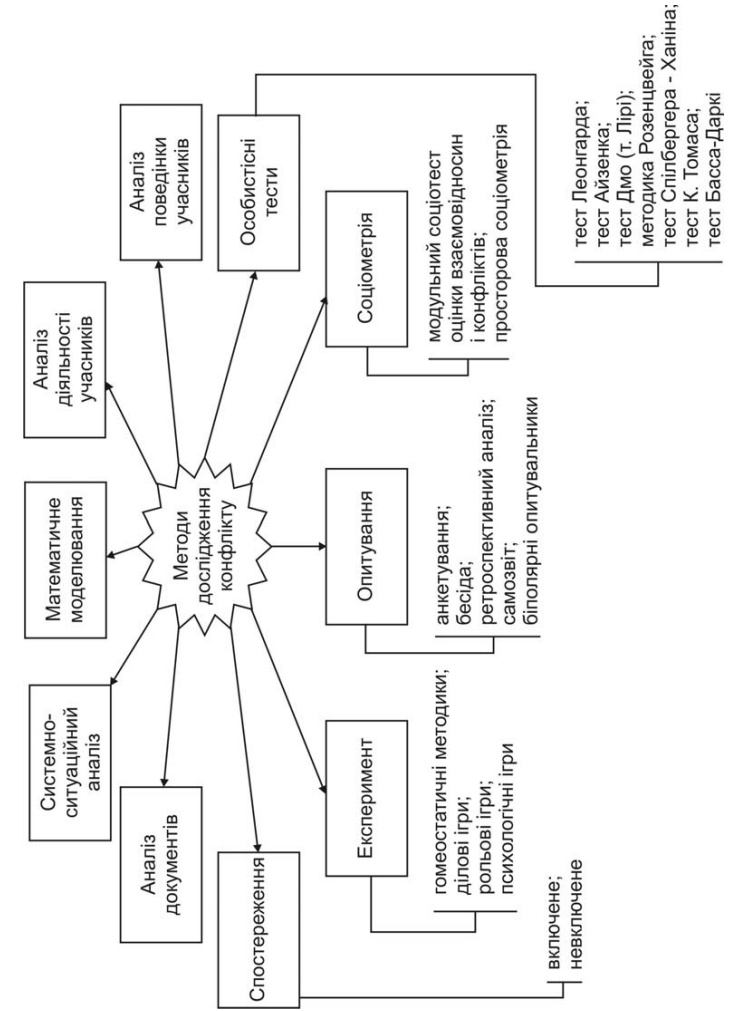 Методи
дослідження
конфлікту
Системно-
ситуаційний
аналіз
Математичне
моделювання
Аналіз
діяльності
учасників
Аналіз
поведінки
учасників
Аналіз
документів
Особистісні
тести
Спостереження
Експеримент
Опитування
Соціометрія
включене;
невключене
гомеостатичні методики;
ділові ігри;
рольові ігри;
психологічні ігри
анкетування;
бесіда;
ретроспективний аналіз;
самозвіт;
біполярні опитувальники
модульний соціотест
оцінки взаємовідносин
і конфліктів;
просторова соціометрія
тест Леонгарда;
тест Айзенка;
тест Дмо (т. Лірі);
методика Розенцвейга;
тест Спілбергера - Ханіна;
тест К. Томаса;
тест Басса-Даркі